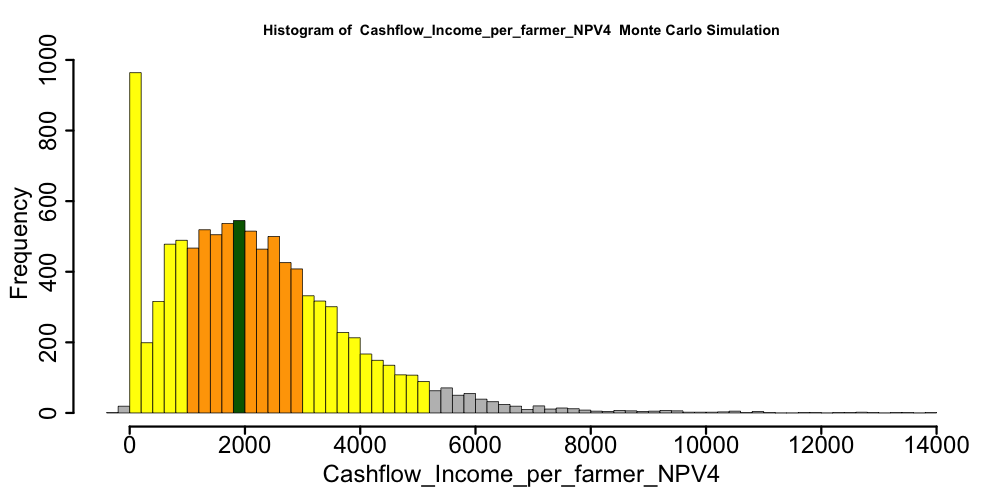 Histogram of  Cashflow_Income_per_farmer_NPV4  Monte Carlo Simulation
1000
800
600
400
200
0
Frequency
0 2000 4000 6000 8000 10000 12000 14000
Cashflow_Income_per_farmer_NPV4